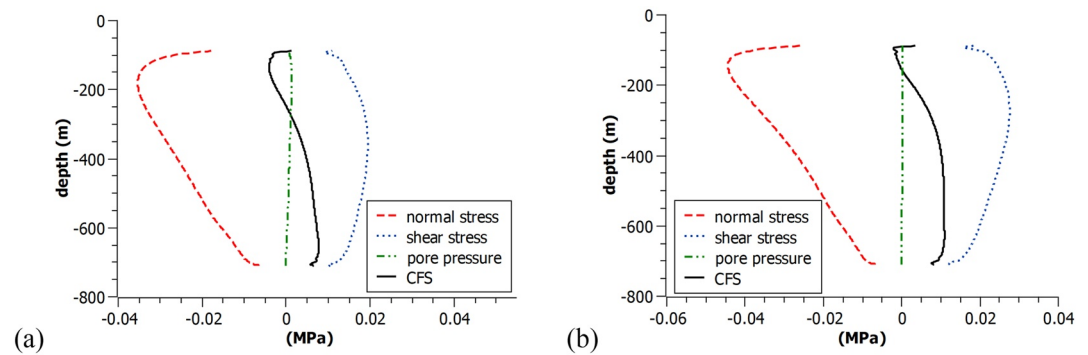 0
-200
-400
-600
-800
depth (m)
-0.04 -0.02 0 0.02 0.04
(MPa)
normal stress
shear stress
pore pressure
CFS
(a)
0
-200
-400
-600
-800
depth (m)
-0.06 -0.04 -0.02 0 0.02 0.04
(MPa)
normal stress
shear stress
pore pressure
CFS
(b)